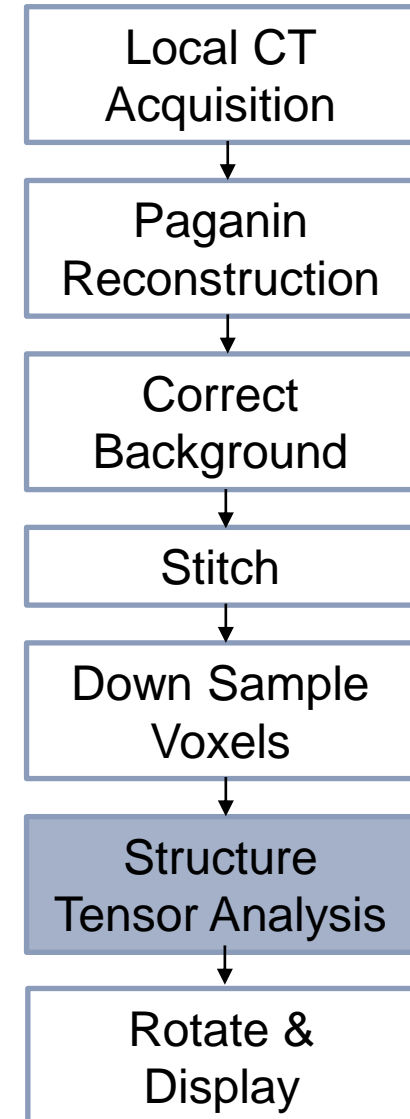 Local CT
Acquisition
Paganin
Reconstruction
Correct
Background
Stitch
Down Sample
Voxels
Structure
Tensor Analysis
Rotate &
Display